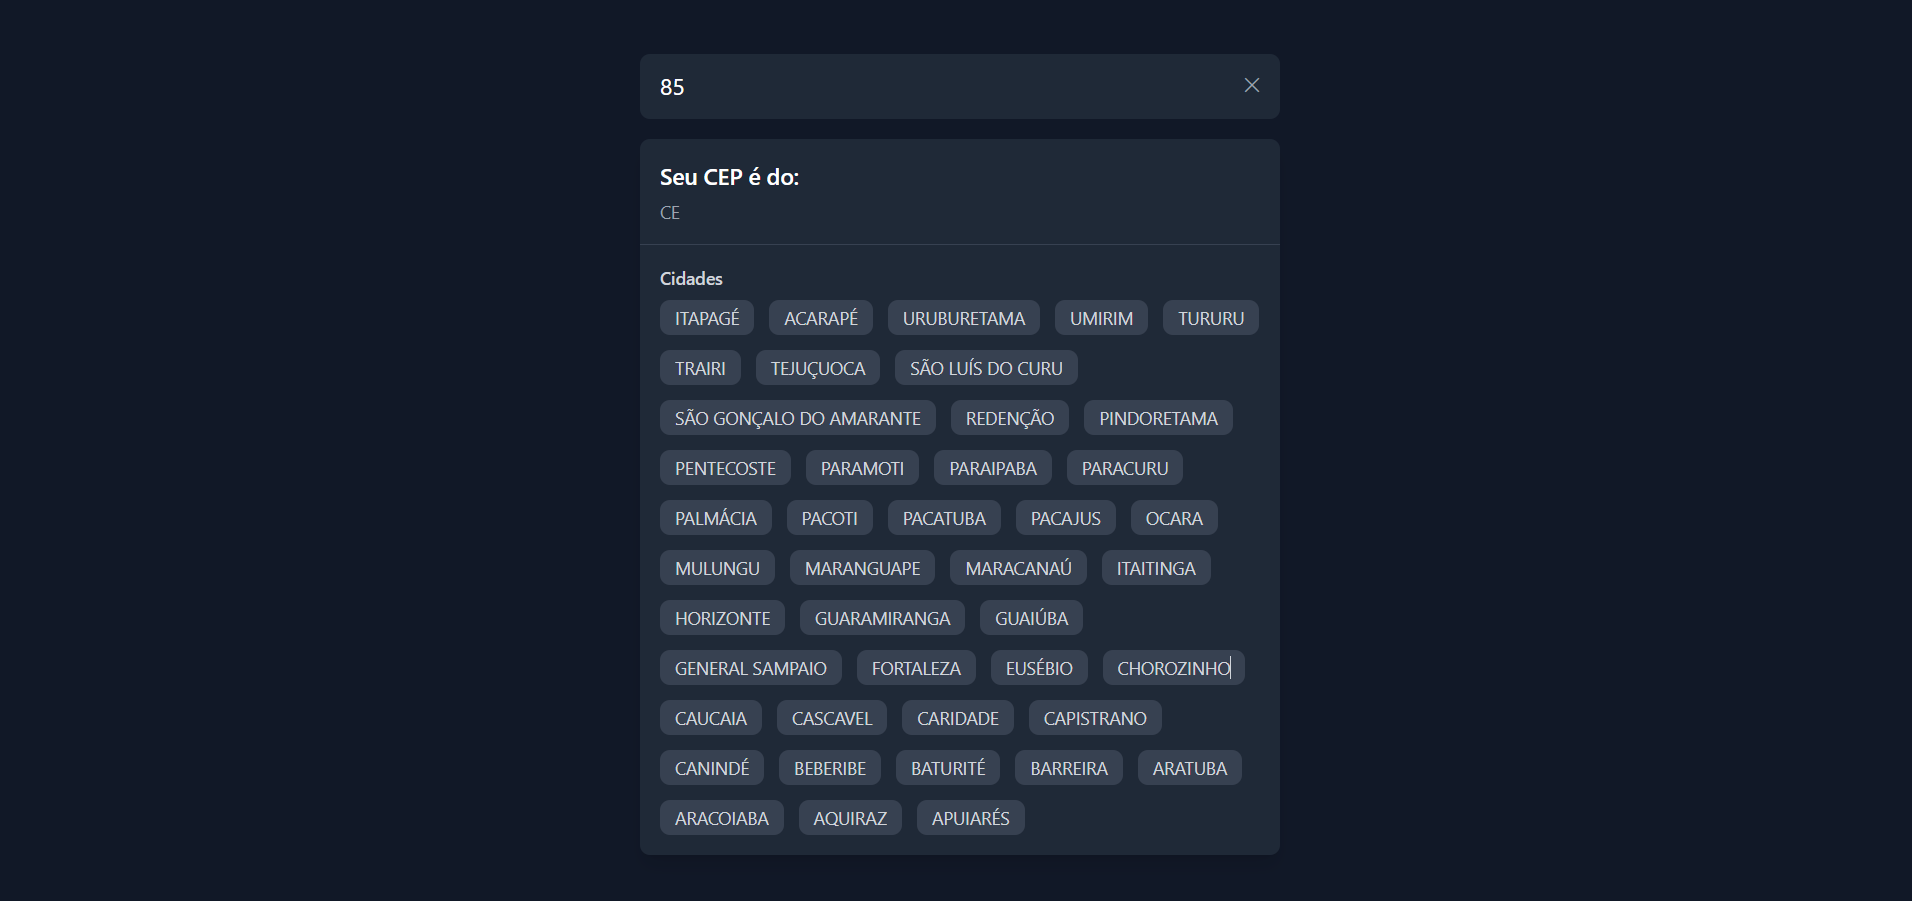 85
Seu CEP é do:
CE
Cidades
ITAPAGÉ ACARAPÉ URUBURETAMA UMIRIM TURURU
TRAIRI TEJUÇUOCA SÃO LUÍS DO CURU
SÃO GONÇALO DO AMARANTE REDENÇÃO PINDORETAMA
PENTECOSTE PARAMOTI PARAIPABA PARACURU
PALMÁCIA PACOTI PACATUBA PACAJUS OCARA
MULUNGU MARANGUAPE MARACANAÚ ITAITINGA
HORIZONTE GUARAMIRANGA GUAIÚBA
GENERAL SAMPAIO FORTALEZA EUSÉBIO CHOROZINHO
CAUCAIA CASCAVEL CARIDADE CAPISTRANO
CANINDÉ BEBERIBE BATURITÉ BARREIRA ARATUBA
ARACOIABA AQUIRAZ APUIARÉS